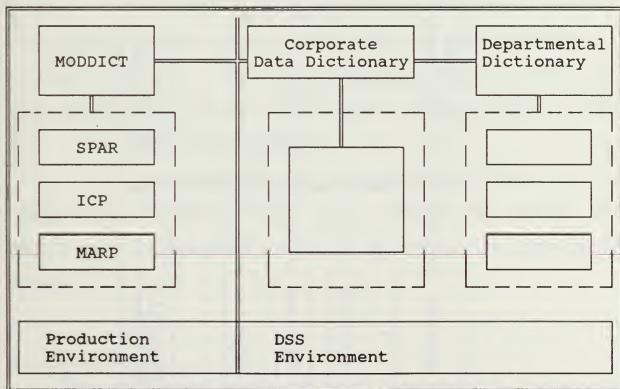 MODDICT
Corporate
Data Dictionary
Departmental
Dictionary
SPAR
ICP
MARP
Production
Environment
DSS
Environment